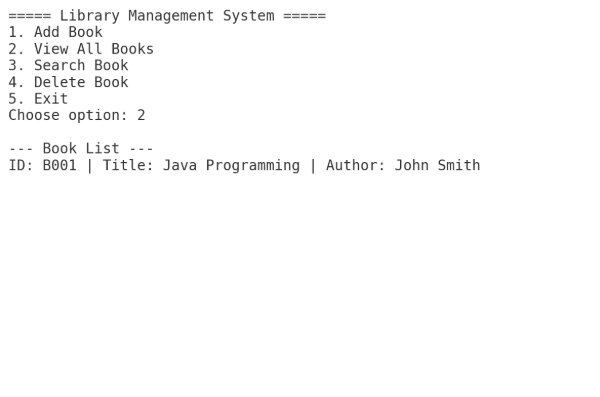 ===== Library Management System =====
1. Add Book
2. View All Books
3. Search Book
4. Delete Book
5. Exit
Choose option: 2
--- Book List ---
ID: B001 | Title: Java Programming | Author: John Smith